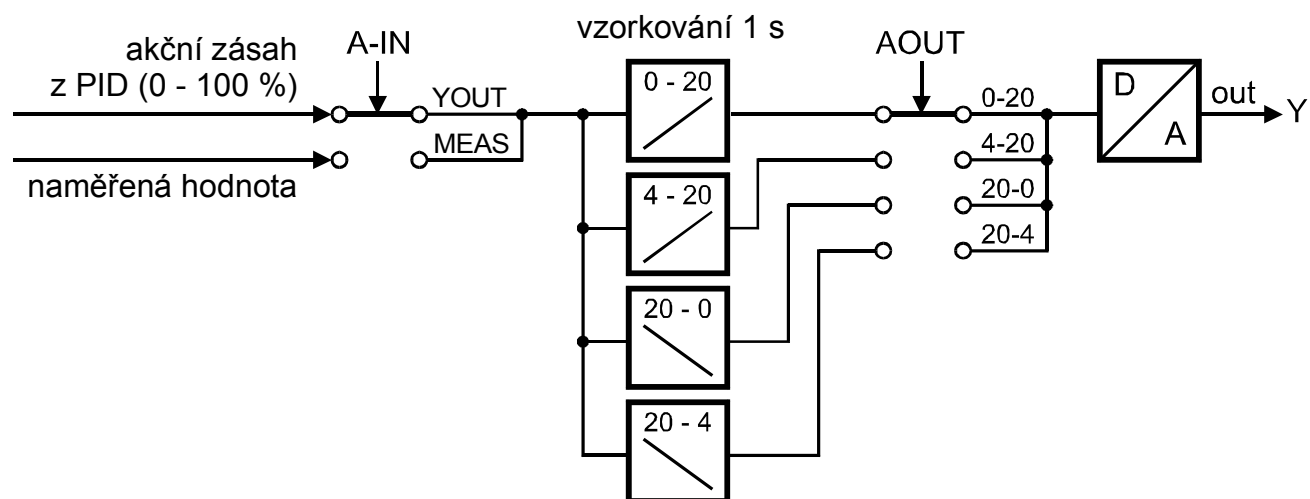 vzorkování 1 s
akční zásah
z PID (0 - 100 %)
A-IN
AOUT
YOUT
MEAS
naměřená hodnota
0 - 20
4 - 20
20 - 0
20 - 4
0-20
4-20
20-0
20-4
D
A
out
Y